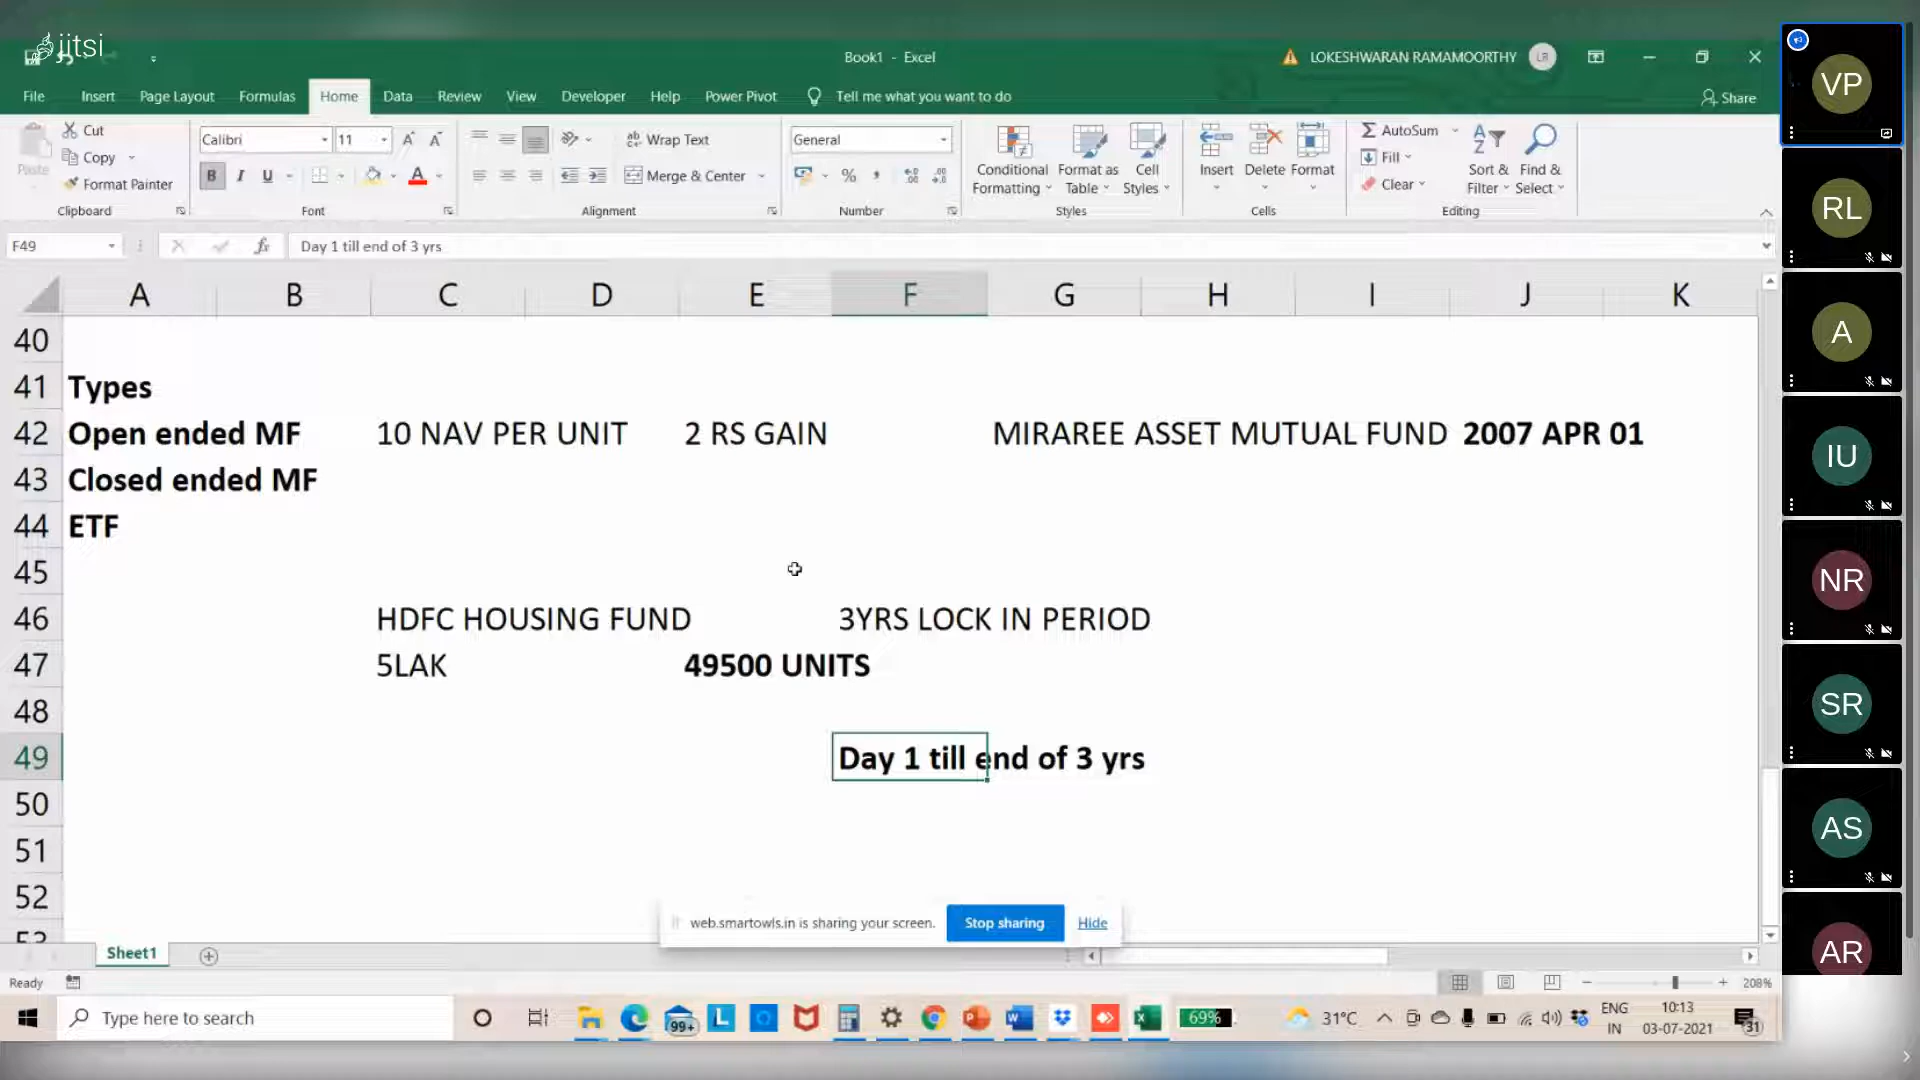 jitsi
Book1 - Excel
LOKESHWARAN RAMAMOORTHY LR
File Insert Page Layout Formulas Home Data Review View Developer Help Power Pivot Tell me what you want to do Share
Paste
Cut
Copy
Format Painter
Clipboard
Calibri 11
B I U
Font
Wrap Text
Merge & Center
Alignment
General
Number
Conditional Formatting
Format as Table
Cell Styles
Styles
Insert Delete Format
Cells
AutoSum
Fill
Clear
Sort & Filter
Find & Select
Editing
F49 fx Day 1 till end of 3 yrs
A B C D E F G H I J K
40
41 Types
42 Open ended MF 10 NAV PER UNIT 2 RS GAIN MIRAREE ASSET MUTUAL FUND 2007 APR 01
43 Closed ended MF
44 ETF
45
46 HDFC HOUSING FUND 3YRS LOCK IN PERIOD
47 5LAK 49500 UNITS
48
49 Day 1 till end of 3 yrs
50
51
52
53
web.smartowls.in is sharing your screen. Stop sharing Hide
Sheet1
Ready
208%
Type here to search
99+
69%
31°C
ENG
IN
10:13
03-07-2021
31
VP
RL
A
IU
NR
SR
AS
AR